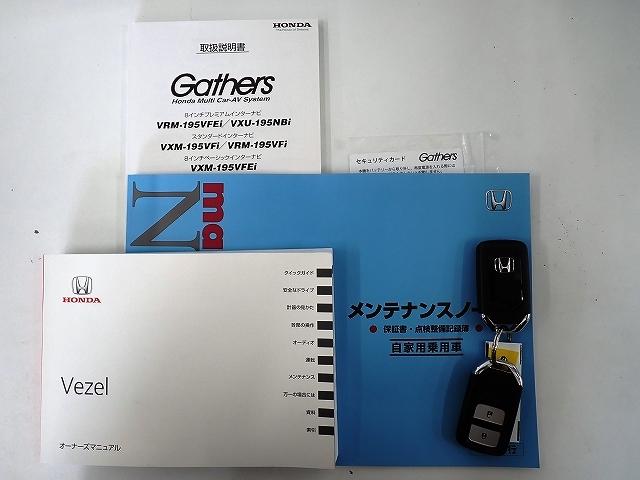 HONDA
取扱説明書
Gathers
Honda Multi Car-AV System
8インチプレミアムインターナビ
VRM-195VFEi/VXU-195NBi
スタンダードインターナビ
VXM-195VFi/VRM-195VFi
8インチベーシックインターナビ
VXM-195VFEi
セキュリティカード Gathers
ma
N
メンテナンスノー
● 保証書・点検整備記録簿 ●
自家用乗用車
行
HONDA
Vezel
オーナーズマニュアル
クイックガイド
安全なドライブ
計器の見かた
各部の操作
オーディオ
運転
メンテナンス
万一の場合には
資料
索引